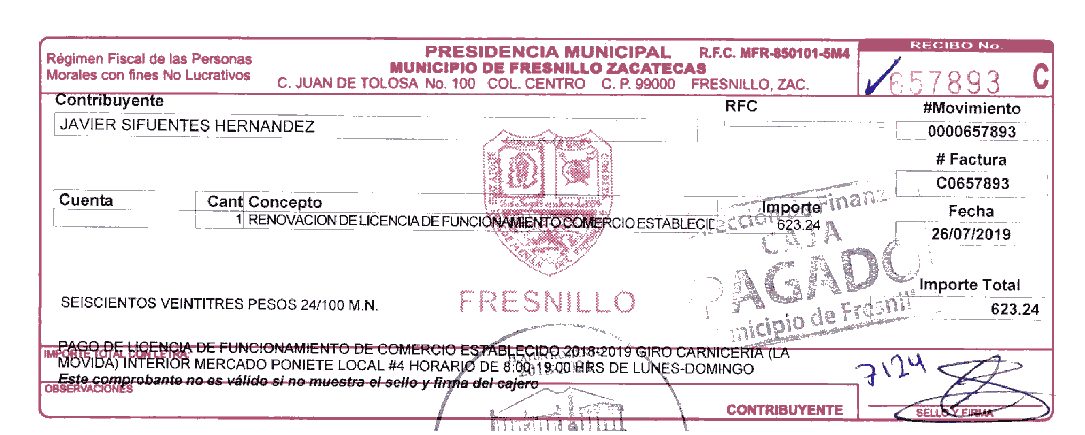 Régimen Fiscal de las Personas
Morales con fines No Lucrativos
PRESIDENCIA MUNICIPAL
R.F.C. MFR-850101-5M4
MUNICIPIO DE FRESNILLO ZACATECAS
C. JUAN DE TOLOSA No. 100 COL. CENTRO C. P. 99000 FRESNILLO, ZAC.
RECIBO No.
657893 C
Contribuyente
RFC
#Movimiento
JAVIER SIFUENTES HERNANDEZ
0000657893
# Factura
C0657893
Cuenta
Cant Concepto
Importe
Fecha
1 RENOVACION DE LICENCIA DE FUNCIONAMIENTO COMERCIO ESTABLECID
623.24
26/07/2019
CAJA
PAGADO
Importe Total
623.24
SEISCIENTOS VEINTITRES PESOS 24/100 M.N.
FRESNILLO
PAGO DE LICENCIA DE FUNCIONAMIENTO DE COMERCIO ESTABLECIDO 2018-2019 GIRO CARNICERIA (LA
IMPORTE TOTAL CON LETRA:
MOVIDA) INTERIOR MERCADO PONIETE LOCAL #4 HORARIO DE 8:00-19:00 HRS DE LUNES-DOMINGO
Este comprobante no es válido si no muestra el sello y firma del cajero
OBSERVACIONES
7124
CONTRIBUYENTE
SELLO Y FIRMA